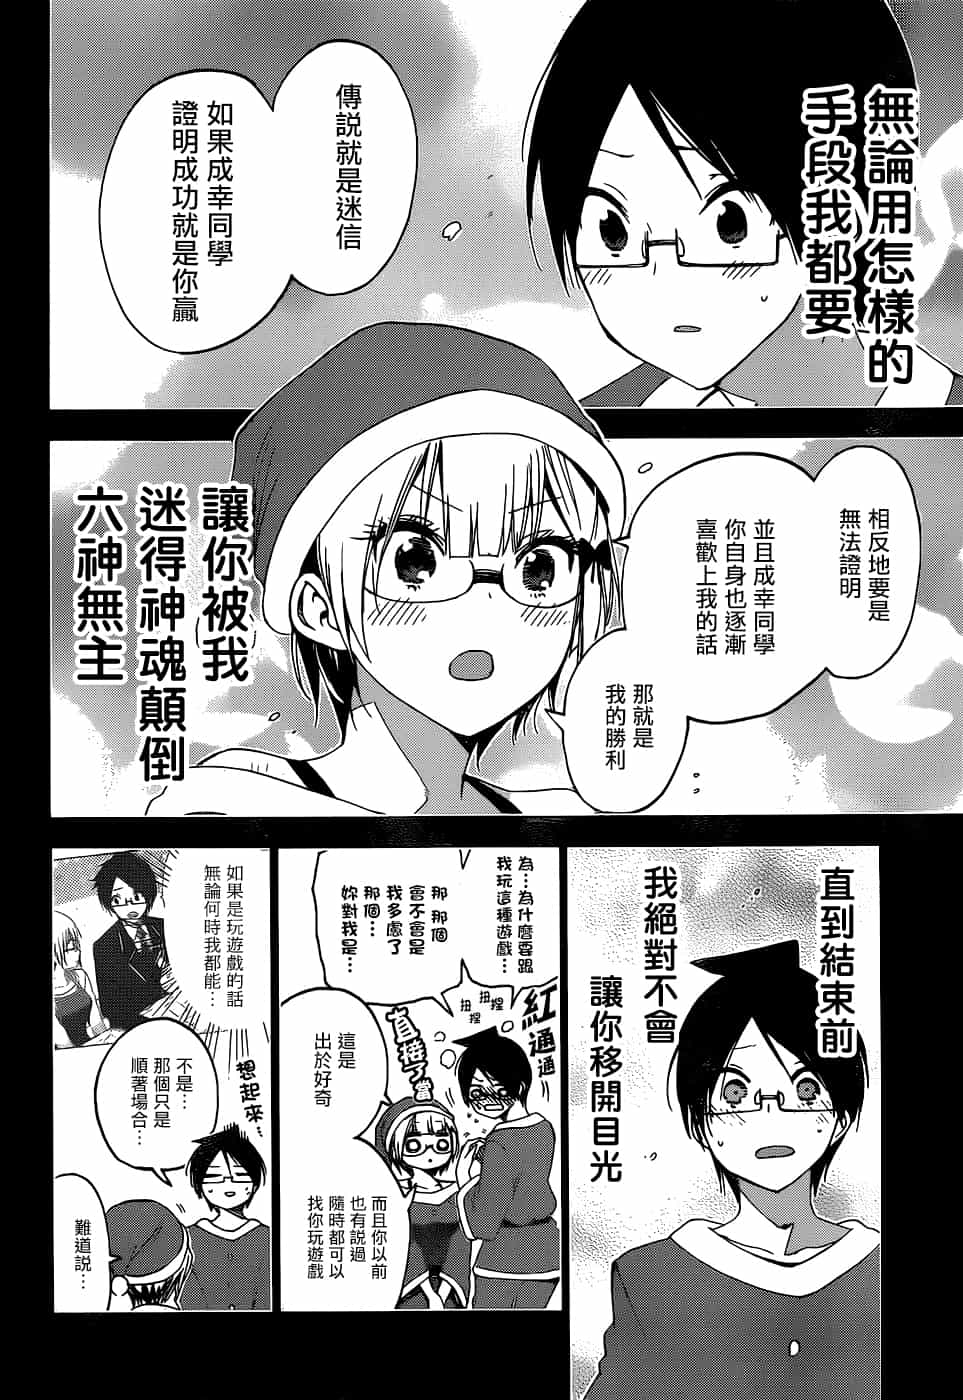 無論用怎樣的
手段我都要
傳説就是迷信
如果成幸同學
證明成功就是你贏
相反地要是
無法證明
並且成幸同學
你自身也逐漸
喜歡上我的話
那就是
我的勝利
讓你被我
迷得神魂顛倒
六神無主
直到結束前
我絕對不會
讓你移開目光
為…為什麼要跟
我玩這種遊戲…
那 那個
會不會是
我多慮了
那個…
妳對我是…
扭捏
扭捏
紅通通
直接了當
這是
出於好奇
而且你以前
也有説過
隨時都可以
找你玩遊戲
如果是玩遊戲的話
無論何時我都能…
想起來…
不是…
那個只是
順著場合…
難道説…